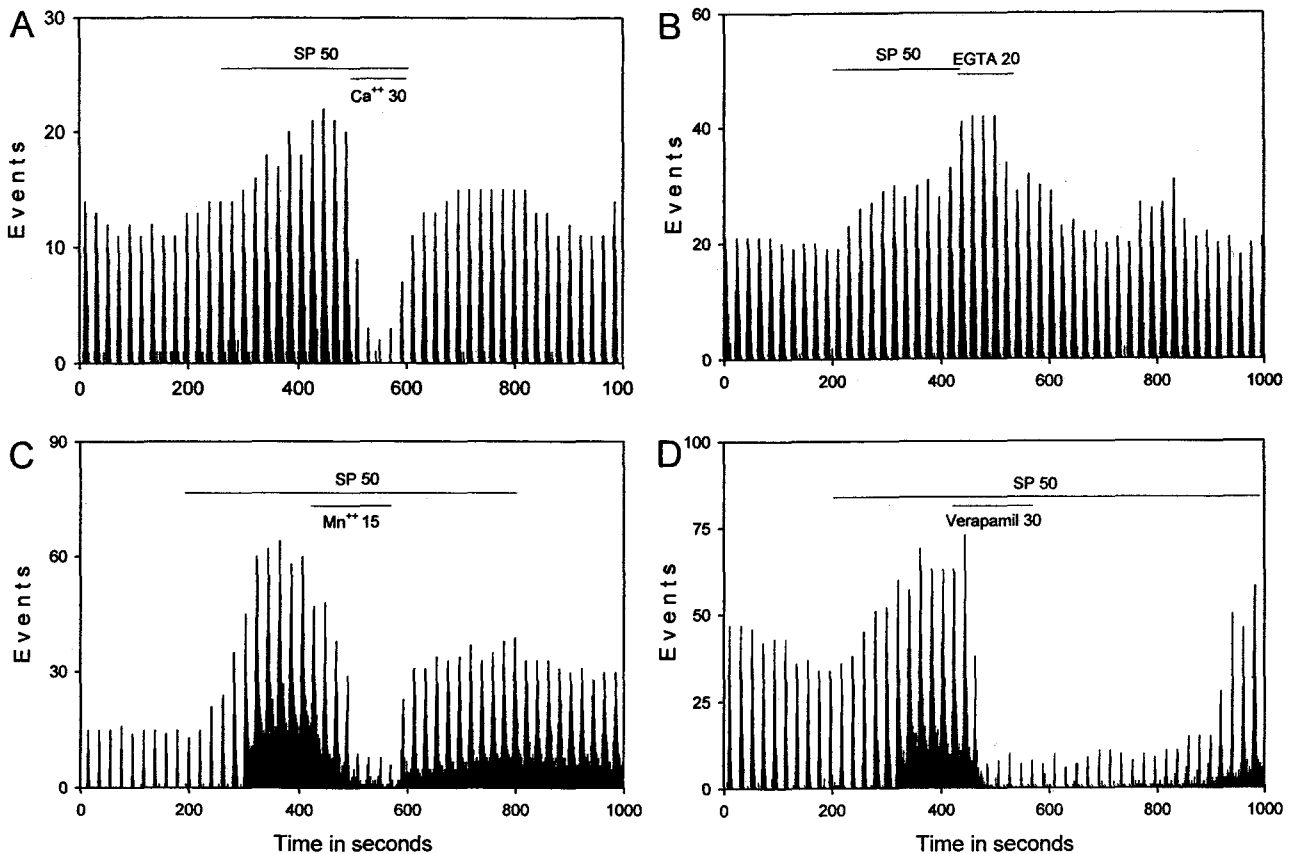 A
30
20
10
0
Events
SP 50
Ca++ 30
0 200 400 600 800 100
B
60
40
20
0
Events
SP 50
EGTA 20
0 200 400 600 800 1000
C
90
60
30
0
Events
SP 50
Mn++ 15
0 200 400 600 800 1000
Time in seconds
D
100
75
50
25
0
Events
SP 50
Verapamil 30
0 200 400 600 800 1000
Time in seconds